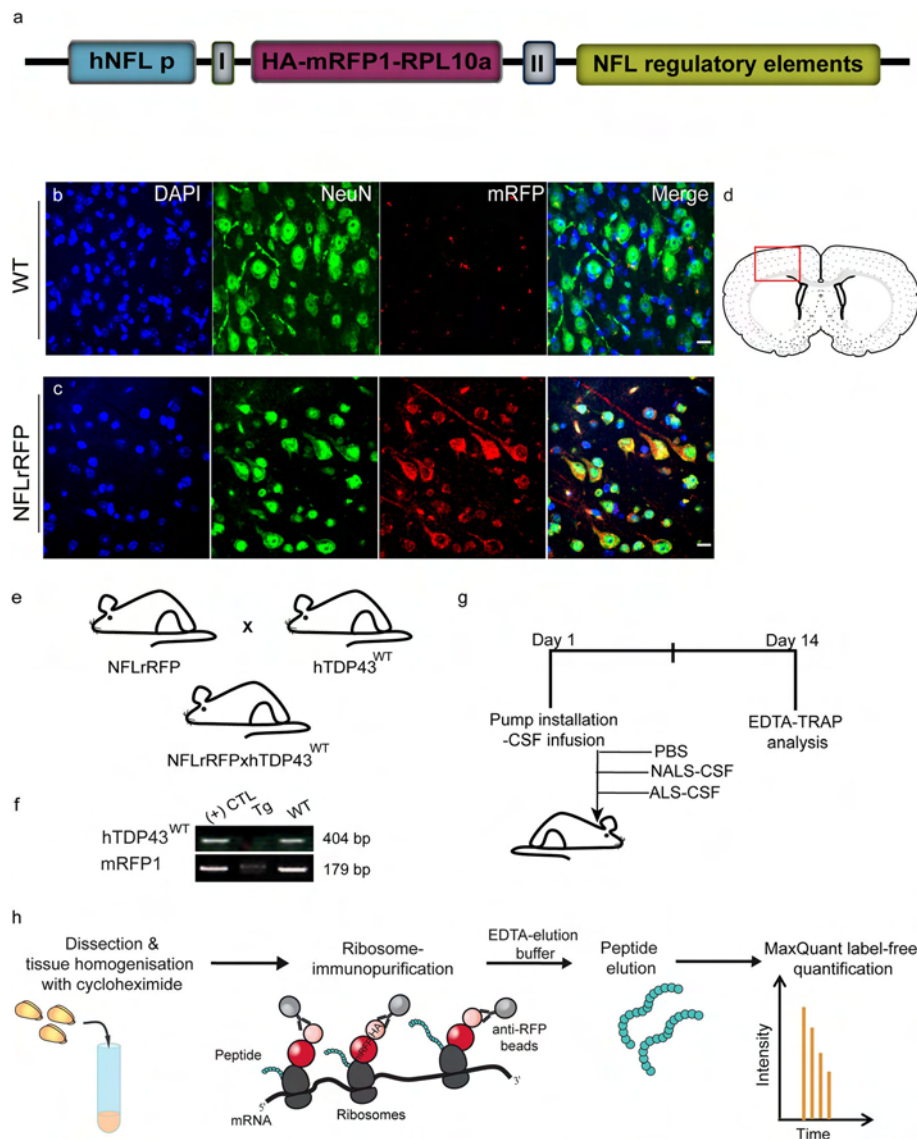 a
hNFL p I HA-mRFP1-RPL10a II NFL regulatory elements
b DAPI NeuN mRFP Merge
WT
d
c
NFLrRFP
e
NFLrRFP x hTDP43WT
NFLrRFPxhTDP43WT
f
(+) CTL Tg WT
hTDP43WT 404 bp
mRFP1 179 bp
g
Day 1 Day 14
Pump installation
-CSF infusion
EDTA-TRAP
analysis
PBS
NALS-CSF
ALS-CSF
h
Dissection &
tissue homogenisation
with cycloheximide
Ribosome-
immunopurification
EDTA-elution
buffer
Peptide
elution
MaxQuant label-free
quantification
Peptide
HA
anti-RFP
beads
5'
3'
mRNA
Ribosomes
Intensity
Time